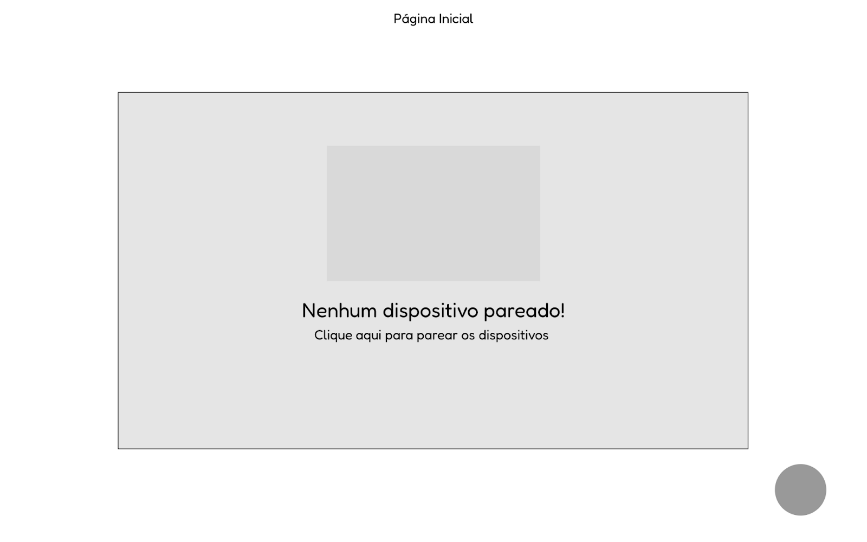 Página Inicial
Nenhum dispositivo pareado!
Clique aqui para parear os dispositivos